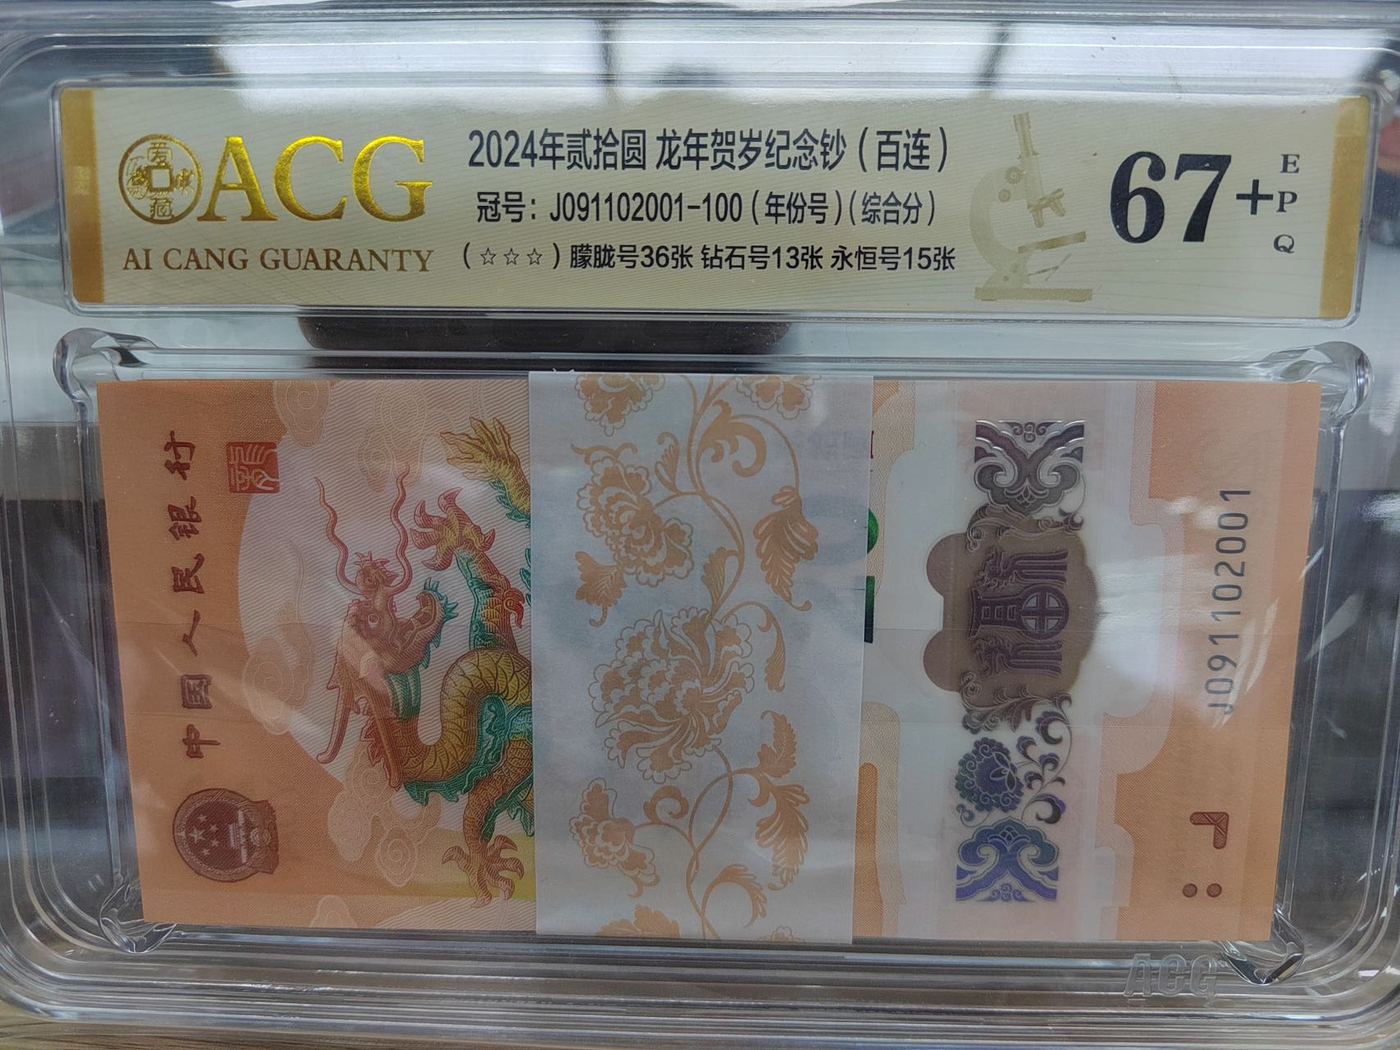 ACG
AI CANG GUARANTY
2024年贰拾圆 龙年贺岁纪念钞（百连）
冠号：J091102001-100（年份号）（综合分）
（☆☆☆）朦胧号36张 钻石号13张 永恒号15张
67+
EPQ
中国人民银行
J091102001
ACG